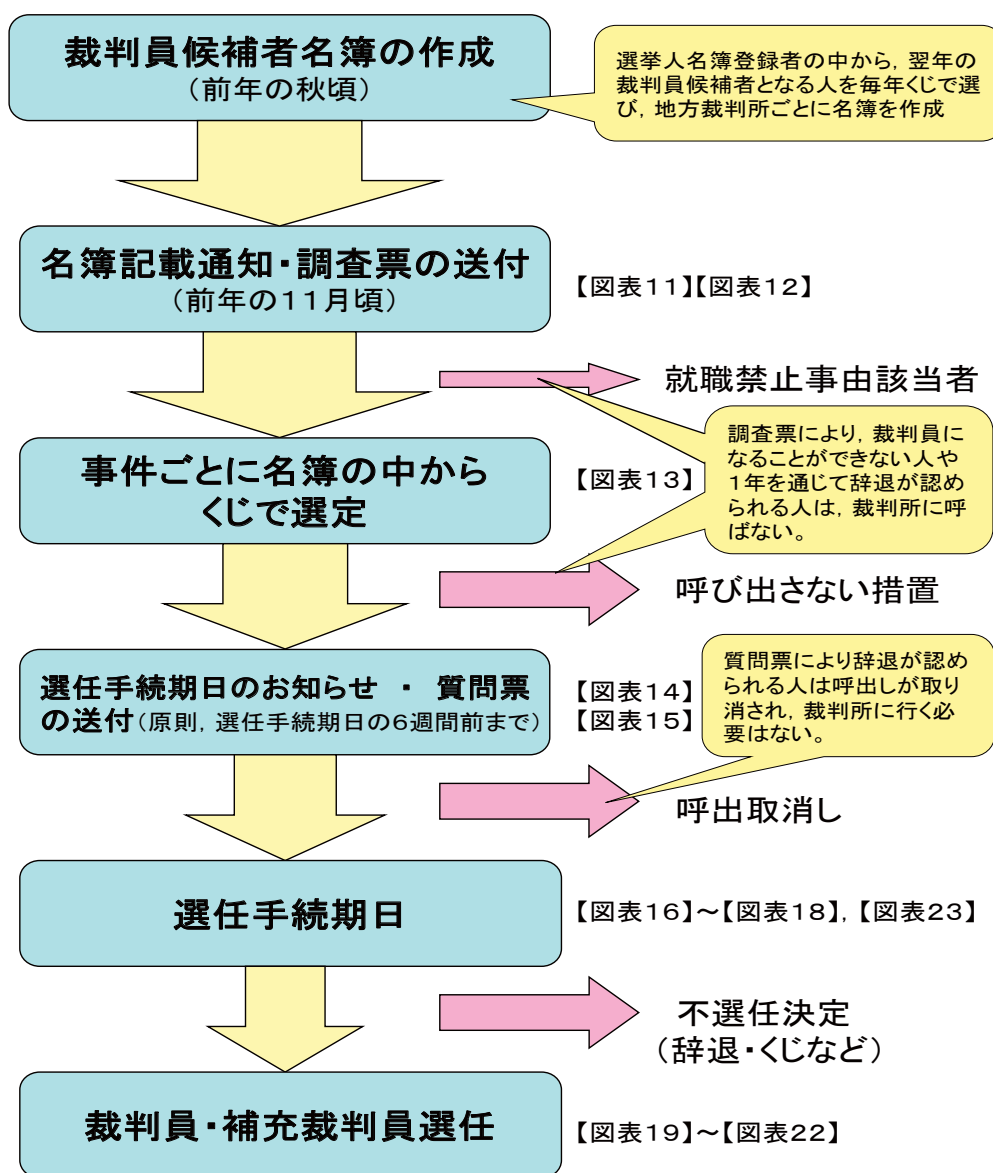 裁判員候補者名簿の作成
（前年の秋頃）
選挙人名簿登録者の中から，翌年の
裁判員候補者となる人を毎年くじで選
び，地方裁判所ごとに名簿を作成
名簿記載通知・調査票の送付
（前年の１１月頃）
【図表１１】【図表１２】
就職禁止事由該当者
調査票により，裁判員に
なることができない人や
１年を通じて辞退が認め
られる人は，裁判所に呼
ばない。
事件ごとに名簿の中から
くじで選定
【図表１３】
呼び出さない措置
選任手続期日のお知らせ ・ 質問票
の送付（原則，選任手続期日の６週間前まで）
【図表１４】
【図表１５】
質問票により辞退が認め
られる人は呼出しが取り
消され，裁判所に行く必
要はない。
呼出取消し
選任手続期日
【図表１６】～【図表１８】，【図表２３】
不選任決定
（辞退・くじなど）
裁判員・補充裁判員選任
【図表１９】～【図表２２】